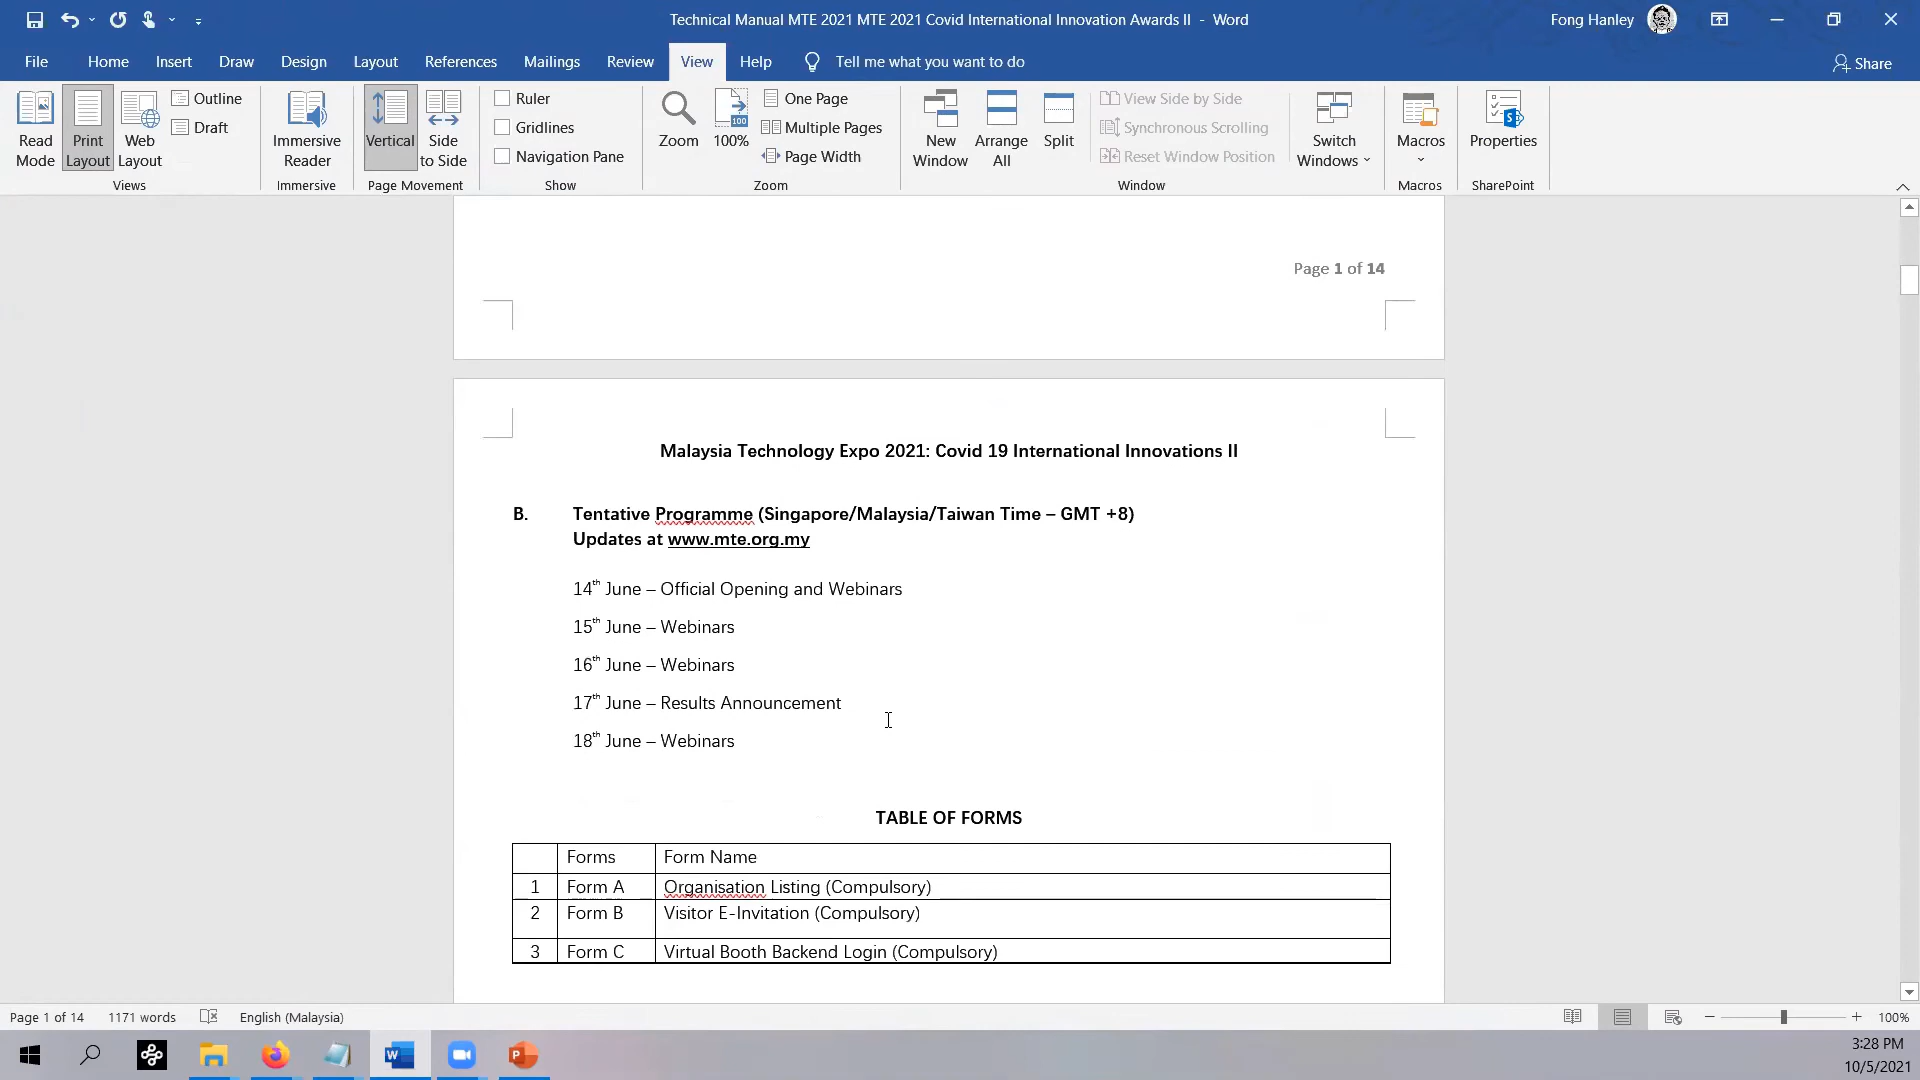 Technical Manual MTE 2021 MTE 2021 Covid International Innovation Awards II - Word
Fong Hanley
File Home Insert Draw Design Layout References Mailings Review View Help Tell me what you want to do Share
Read Mode
Print Layout
Web Layout
Outline
Draft
Views
Immersive Reader
Immersive
Vertical
Side to Side
Page Movement
Ruler
Gridlines
Navigation Pane
Show
Zoom
100
100%
One Page
Multiple Pages
Page Width
Zoom
New Window
Arrange All
Split
View Side by Side
Synchronous Scrolling
Reset Window Position
Window
Switch Windows
Macros
Macros
Properties
SharePoint
Page 1 of 14
Malaysia Technology Expo 2021: Covid 19 International Innovations II
B. Tentative Programme (Singapore/Malaysia/Taiwan Time – GMT +8)
Updates at www.mte.org.my
14th June – Official Opening and Webinars
15th June – Webinars
16th June – Webinars
17th June – Results Announcement
18th June – Webinars
TABLE OF FORMS
Forms Form Name
1 Form A Organisation Listing (Compulsory)
2 Form B Visitor E-Invitation (Compulsory)
3 Form C Virtual Booth Backend Login (Compulsory)
Page 1 of 14 1171 words English (Malaysia) 100%
3:28 PM
10/5/2021